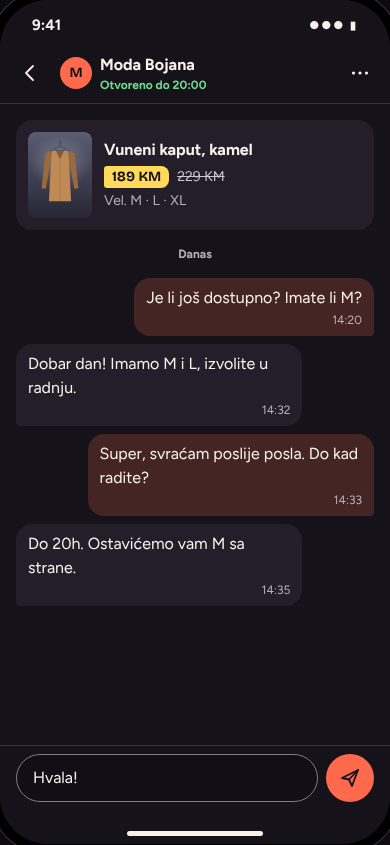 9:41
M
Moda Bojana
Otvoreno do 20:00
Vuneni kaput, kamel
189 KM 229 KM
Vel. M · L · XL
Danas
Je li još dostupno? Imate li M?
14:20
Dobar dan! Imamo M i L, izvolite u
radnju.
14:32
Super, svraćam poslije posla. Do kad
radite?
14:33
Do 20h. Ostavićemo vam M sa
strane.
14:35
Hvala!